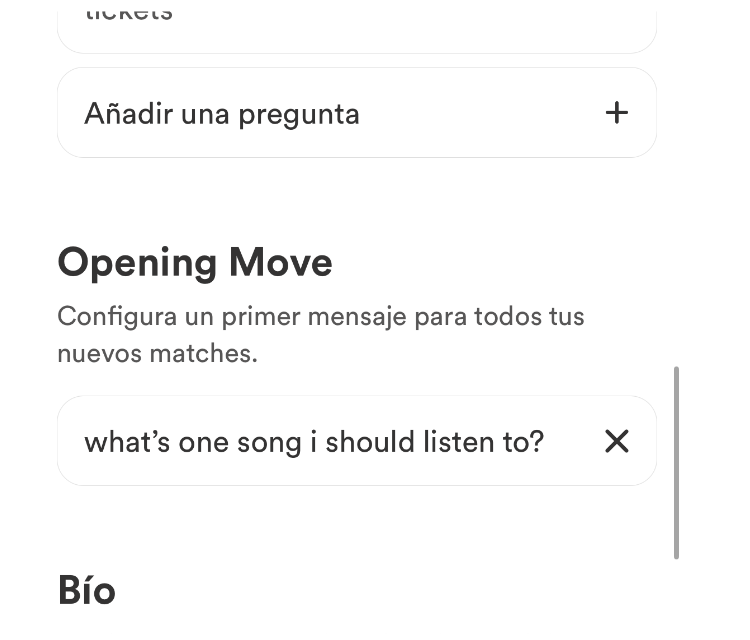 tickets
Añadir una pregunta
Opening Move
Configura un primer mensaje para todos tus
nuevos matches.
what's one song i should listen to?
Bío